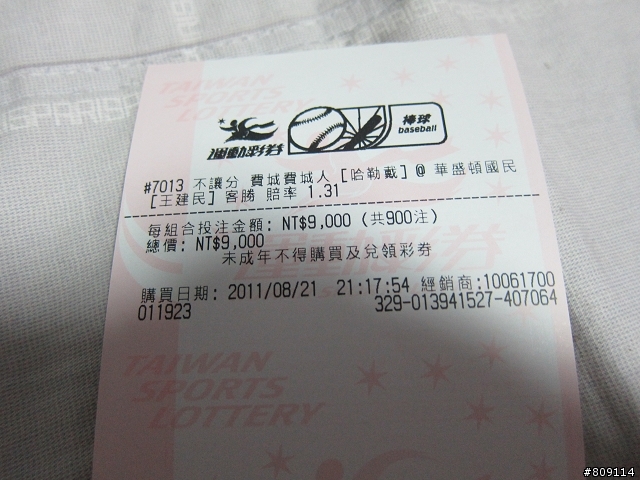 TAIWAN
SPORTS
LOTTERY
運動彩券
棒球
baseball
#7013 不讓分 費城費城人 [哈勒戴] @ 華盛頓國民
[王建民] 客勝 賠率 1.31
每組合投注金額: NT$9,000 (共900注)
總價: NT$9,000
未成年不得購買及兌領彩券
購買日期: 2011/08/21 21:17:54 經銷商:10061700
011923 329-013941527-407064
TAIWAN
SPORTS
LOTTERY
#809114